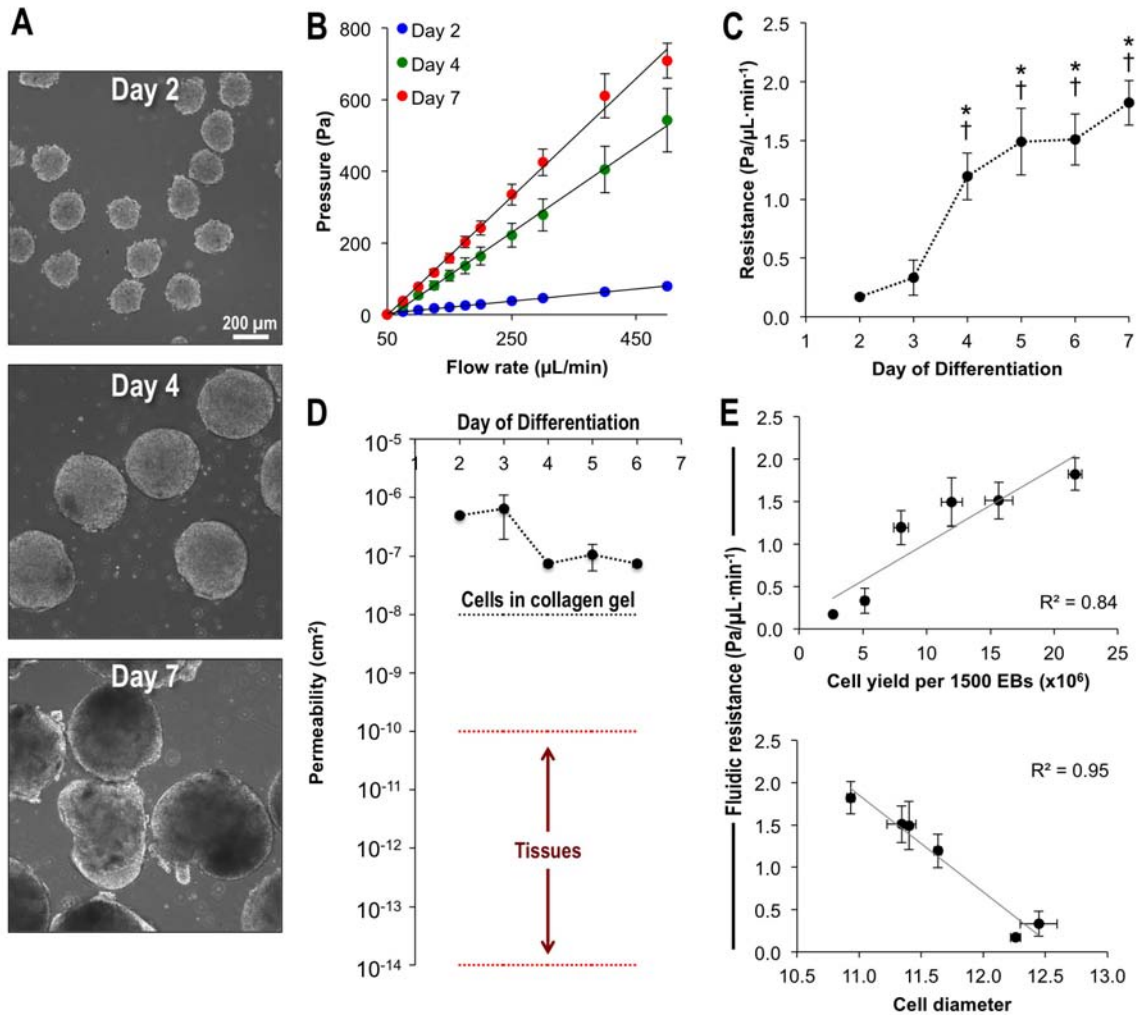 A
Day 2
200 µm
Day 4
Day 7
B
Day 2
Day 4
Day 7
800
600
400
200
0
50
250
450
Pressure (Pa)
Flow rate (µL/min)
C
* † * † * † * †
2.5
2.0
1.5
1.0
0.5
0.0
1 2 3 4 5 6 7
Resistance (Pa/µL·min⁻¹)
Day of Differentiation
D
Day of Differentiation
1 2 3 4 5 6 7
10⁻⁵
10⁻⁶
10⁻⁷
10⁻⁸
10⁻⁹
10⁻¹⁰
10⁻¹¹
10⁻¹²
10⁻¹³
10⁻¹⁴
Permeability (cm²)
Cells in collagen gel
Tissues
E
Fluidic resistance (Pa/µL·min⁻¹)
2.5
2.0
1.5
1.0
0.5
0.0
R² = 0.84
0 5 10 15 20 25
Cell yield per 1500 EBs (x10⁶)
2.5
2.0
1.5
1.0
0.5
0.0
R² = 0.95
10.5 11.0 11.5 12.0 12.5 13.0
Cell diameter